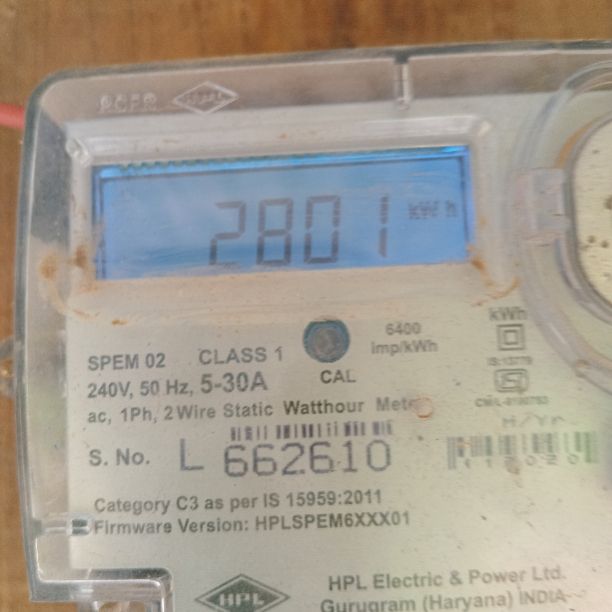 HPL
2801 kWh
6400
imp/kWh
kWh
SPEM 02 CLASS 1
CAL
IS:13779
240V, 50 Hz, 5-30A
ac, 1Ph, 2 Wire Static Watthour Meter
M/Yr
S. No. L 662610
Category C3 as per IS 15959:2011
Firmware Version: HPLSPEM6XXX01
HPL
HPL Electric & Power Ltd.
Gurugram (Haryana) INDIA